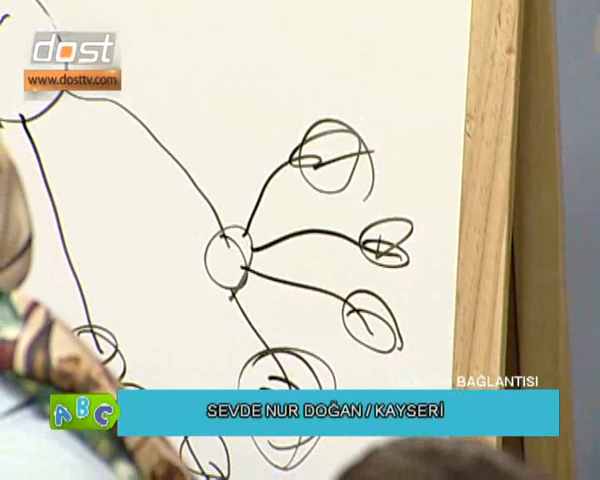 dost
www.dosttv.com
BAĞLANTISI
ABC
SEVDE NUR DOĞAN / KAYSERİ